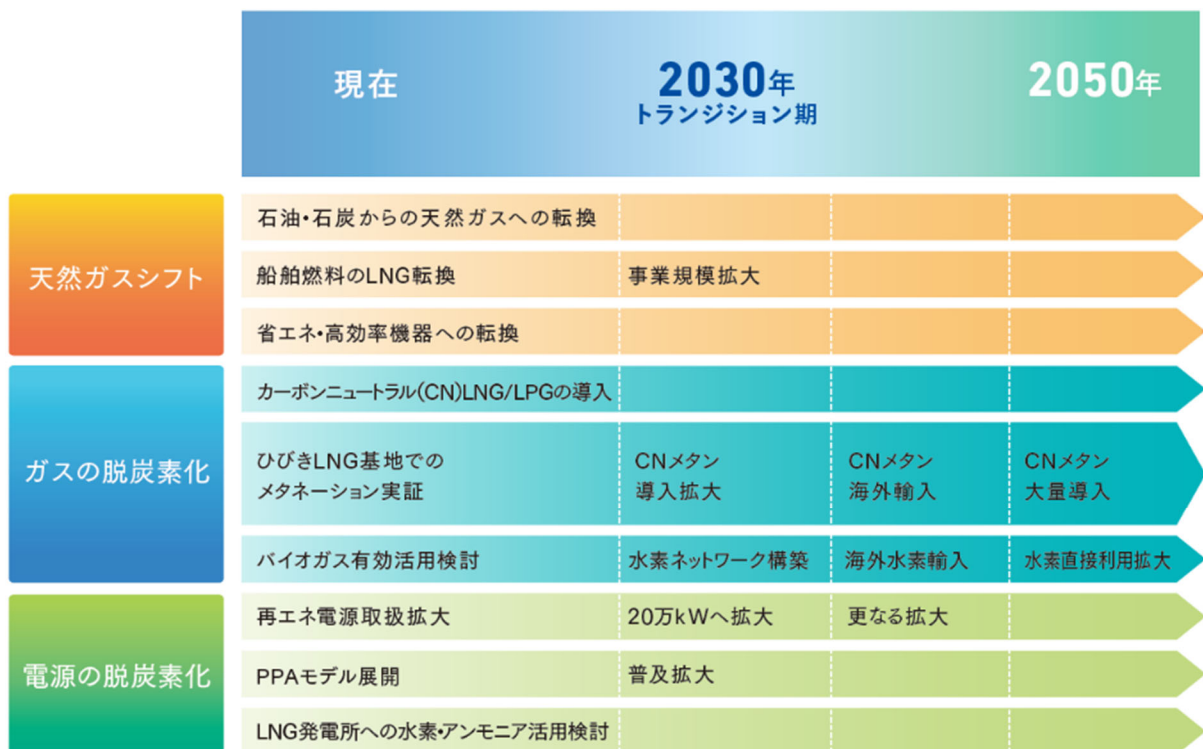 現在
2030年
トランジション期
2050年
天然ガスシフト
石油・石炭からの天然ガスへの転換
船舶燃料のLNG転換
事業規模拡大
省エネ・高効率機器への転換
ガスの脱炭素化
カーボンニュートラル(CN)LNG/LPGの導入
ひびきLNG基地での
メタネーション実証
CNメタン
導入拡大
CNメタン
海外輸入
CNメタン
大量導入
バイオガス有効活用検討
水素ネットワーク構築
海外水素輸入
水素直接利用拡大
電源の脱炭素化
再エネ電源取扱拡大
20万kWへ拡大
更なる拡大
PPAモデル展開
普及拡大
LNG発電所への水素・アンモニア活用検討